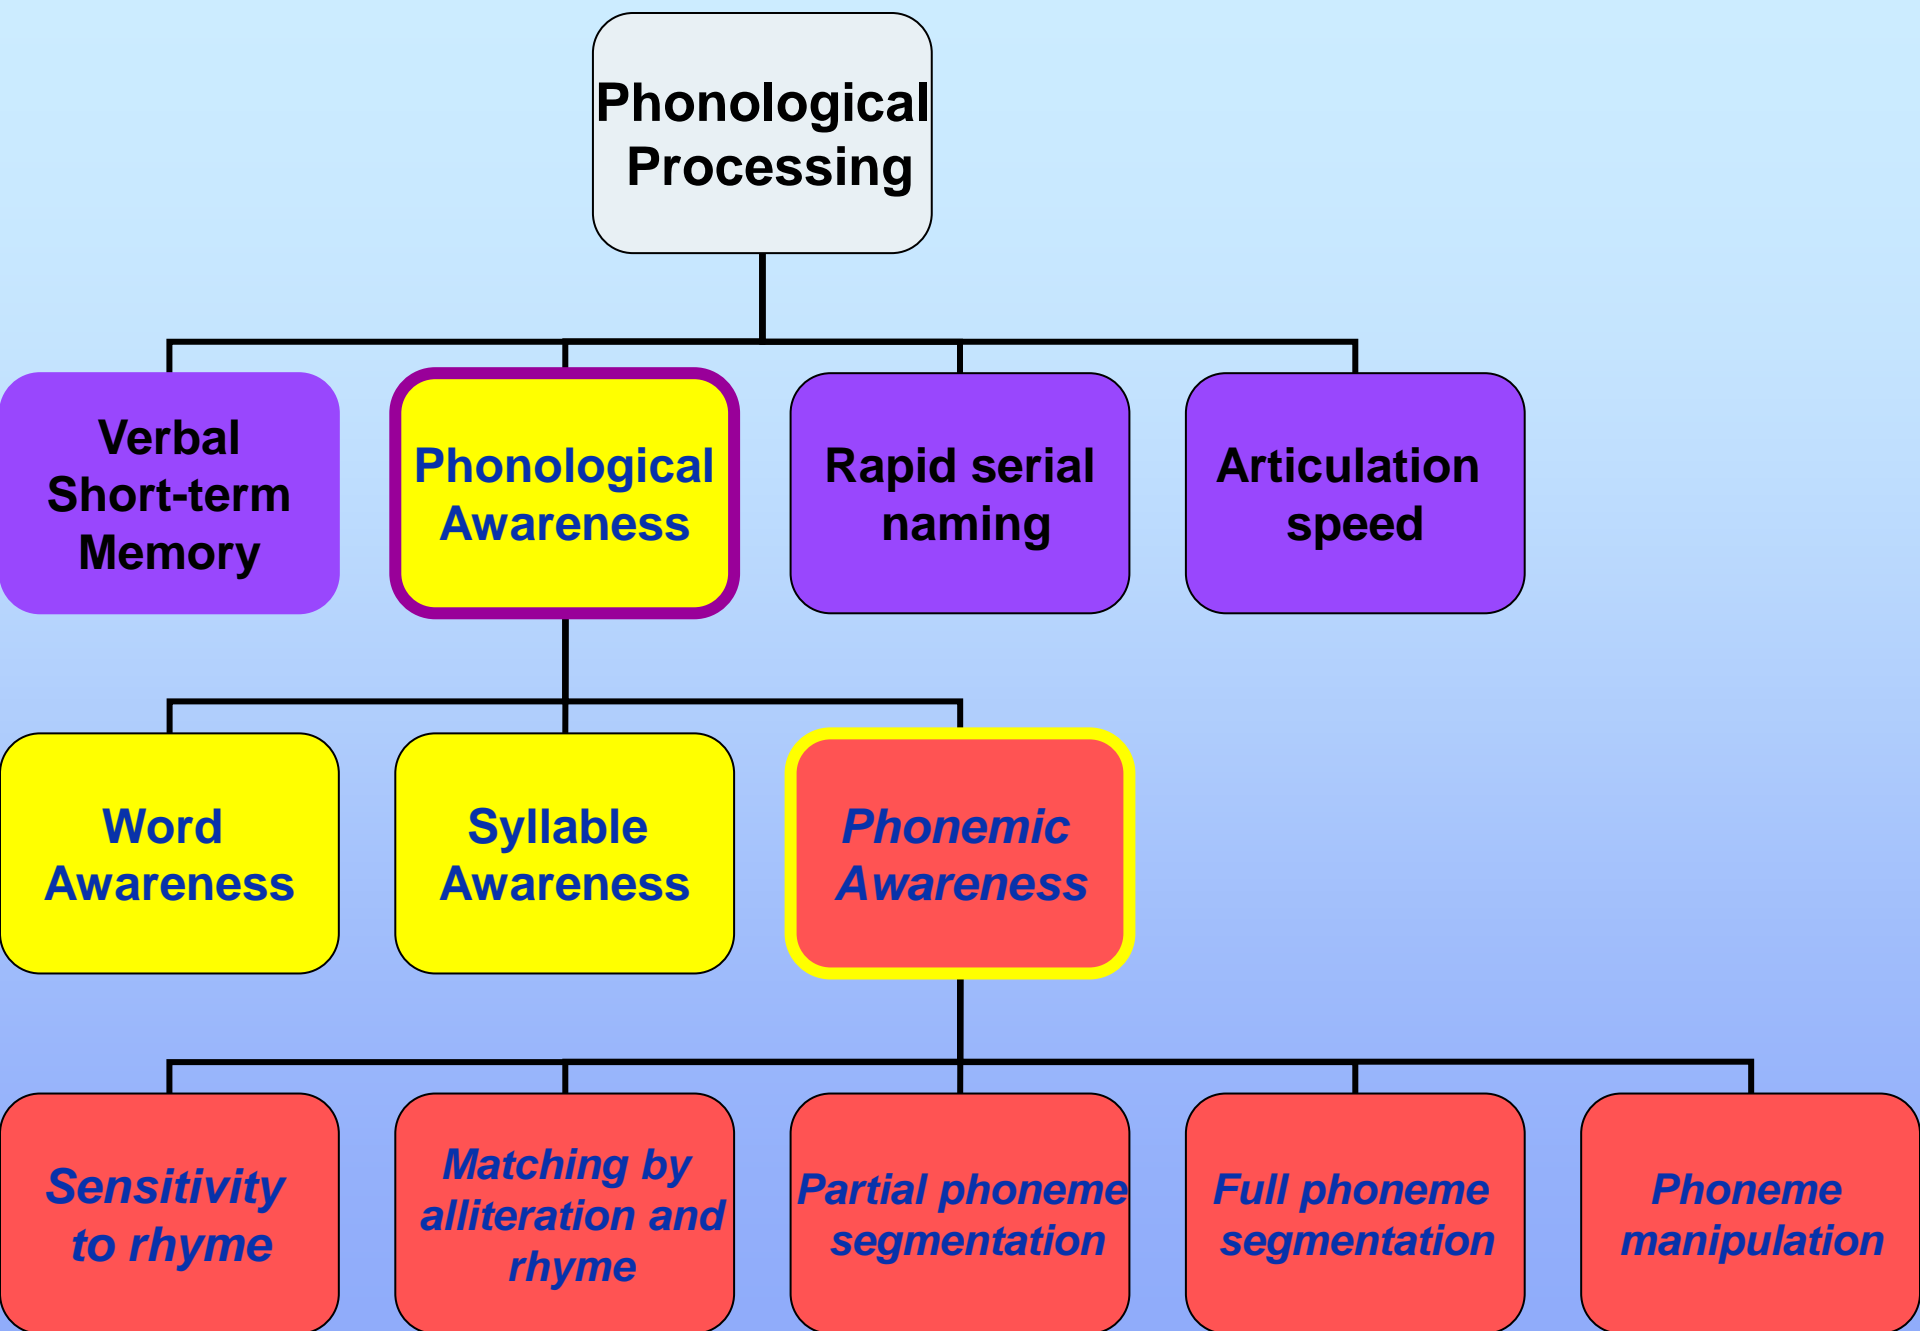 Phonological
Processing
Verbal
Short-term
Memory
Phonological
Awareness
Rapid serial
naming
Articulation
speed
Word
Awareness
Syllable
Awareness
Phonemic
Awareness
Sensitivity
to rhyme
Matching by
alliteration and
rhyme
Partial phoneme
segmentation
Full phoneme
segmentation
Phoneme
manipulation